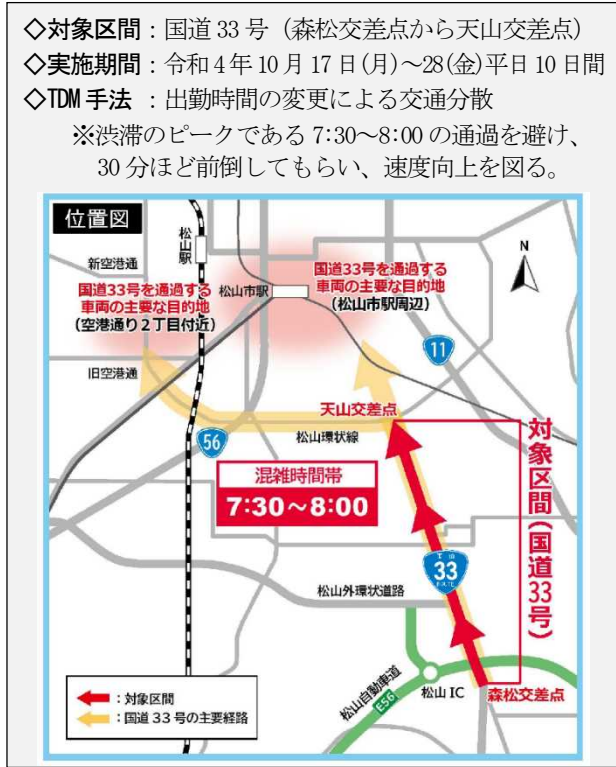 ◇対象区間：国道33号（森松交差点から天山交差点）
◇実施期間：令和4年10月17日(月)～28(金)平日10日間
◇TDM手法：出勤時間の変更による交通分散
※渋滞のピークである7:30～8:00の通過を避け、
30分ほど前倒してもらい、速度向上を図る。
位置図
松山駅
新空港通
国道33号を通過する
車両の主要な目的地
（空港通り２丁目付近）
松山市駅
国道33号を通過する
車両の主要な目的地
（松山市駅周辺）
N
11
旧空港通
天山交差点
56
松山環状線
混雑時間帯
7:30～8:00
対象区間（国道33号）
33
ROUTE
松山外環状道路
松山自動車道
E56
松山IC
森松交差点
：対象区間
：国道33号の主要経路